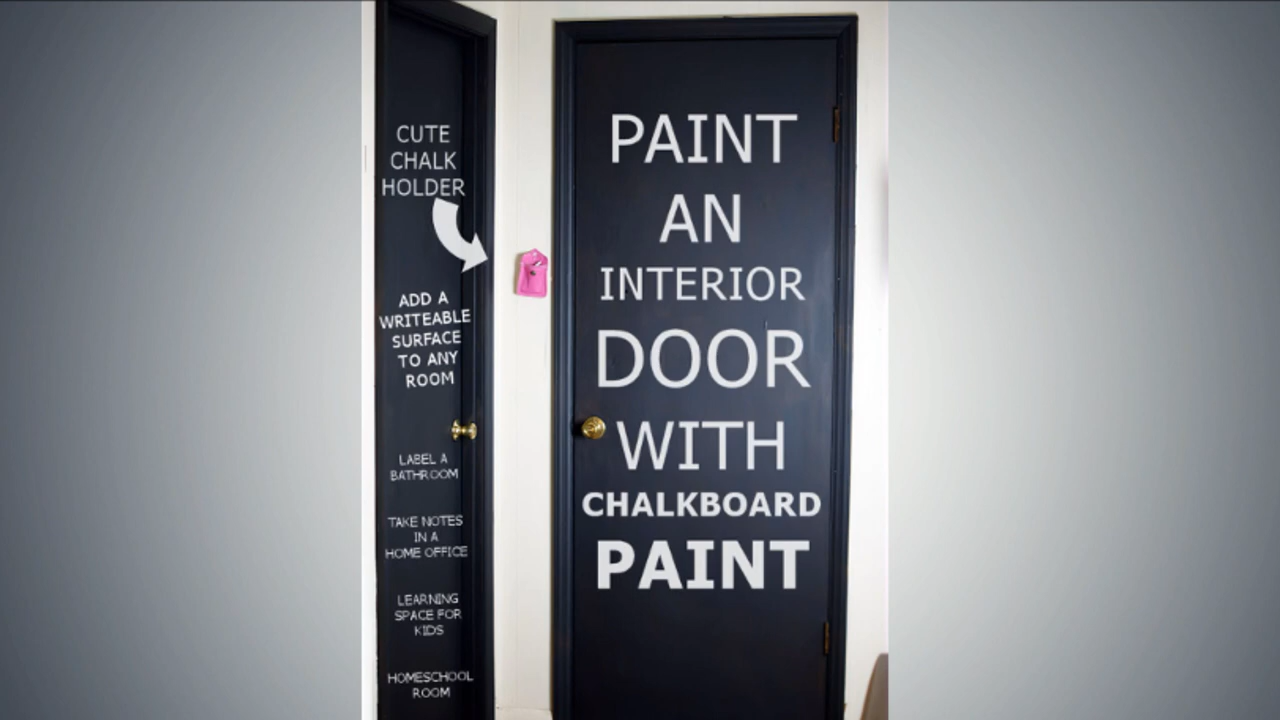 CUTE
CHALK
HOLDER
ADD A
WRITEABLE
SURFACE
TO ANY
ROOM
LABEL A
BATHROOM
TAKE NOTES
IN A
HOME OFFICE
LEARNING
SPACE FOR
KIDS
HOMESCHOOL
ROOM
PAINT
AN
INTERIOR
DOOR
WITH
CHALKBOARD
PAINT